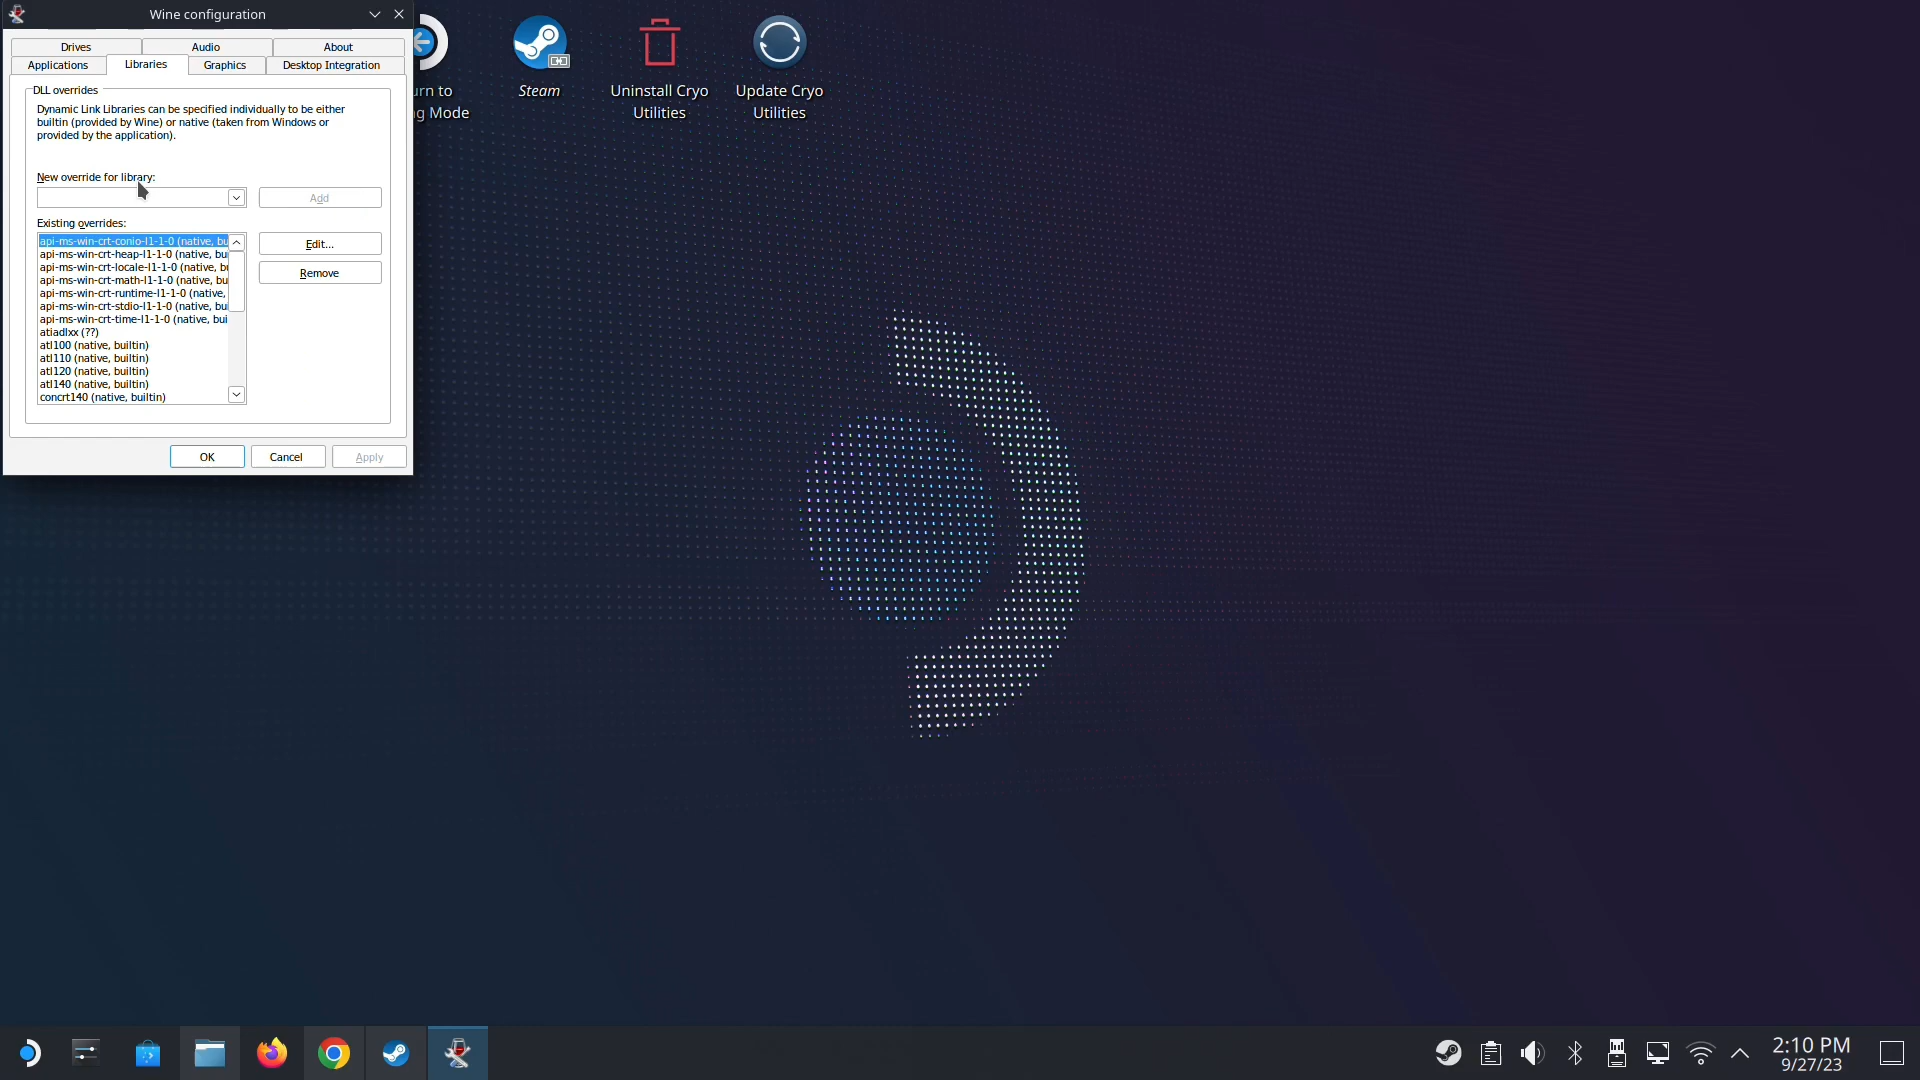 Wine configuration
Drives
Audio
About
Applications
Libraries
Graphics
Desktop Integration
DLL overrides
Dynamic Link Libraries can be specified individually to be either
builtin (provided by Wine) or native (taken from Windows or
provided by the application).
New override for library:
Add
Existing overrides:
api-ms-win-crt-conio-l1-1-0 (native, bu
api-ms-win-crt-heap-l1-1-0 (native, bu
api-ms-win-crt-locale-l1-1-0 (native, b
api-ms-win-crt-math-l1-1-0 (native, bu
api-ms-win-crt-runtime-l1-1-0 (native,
api-ms-win-crt-stdio-l1-1-0 (native, bu
api-ms-win-crt-time-l1-1-0 (native, bui
atiadlxx (??)
atl100 (native, builtin)
atl110 (native, builtin)
atl120 (native, builtin)
atl140 (native, builtin)
concrt140 (native, builtin)
Edit...
Remove
OK
Cancel
Apply
urn to
g Mode
Steam
Uninstall Cryo
Utilities
Update Cryo
Utilities
2:10 PM
9/27/23